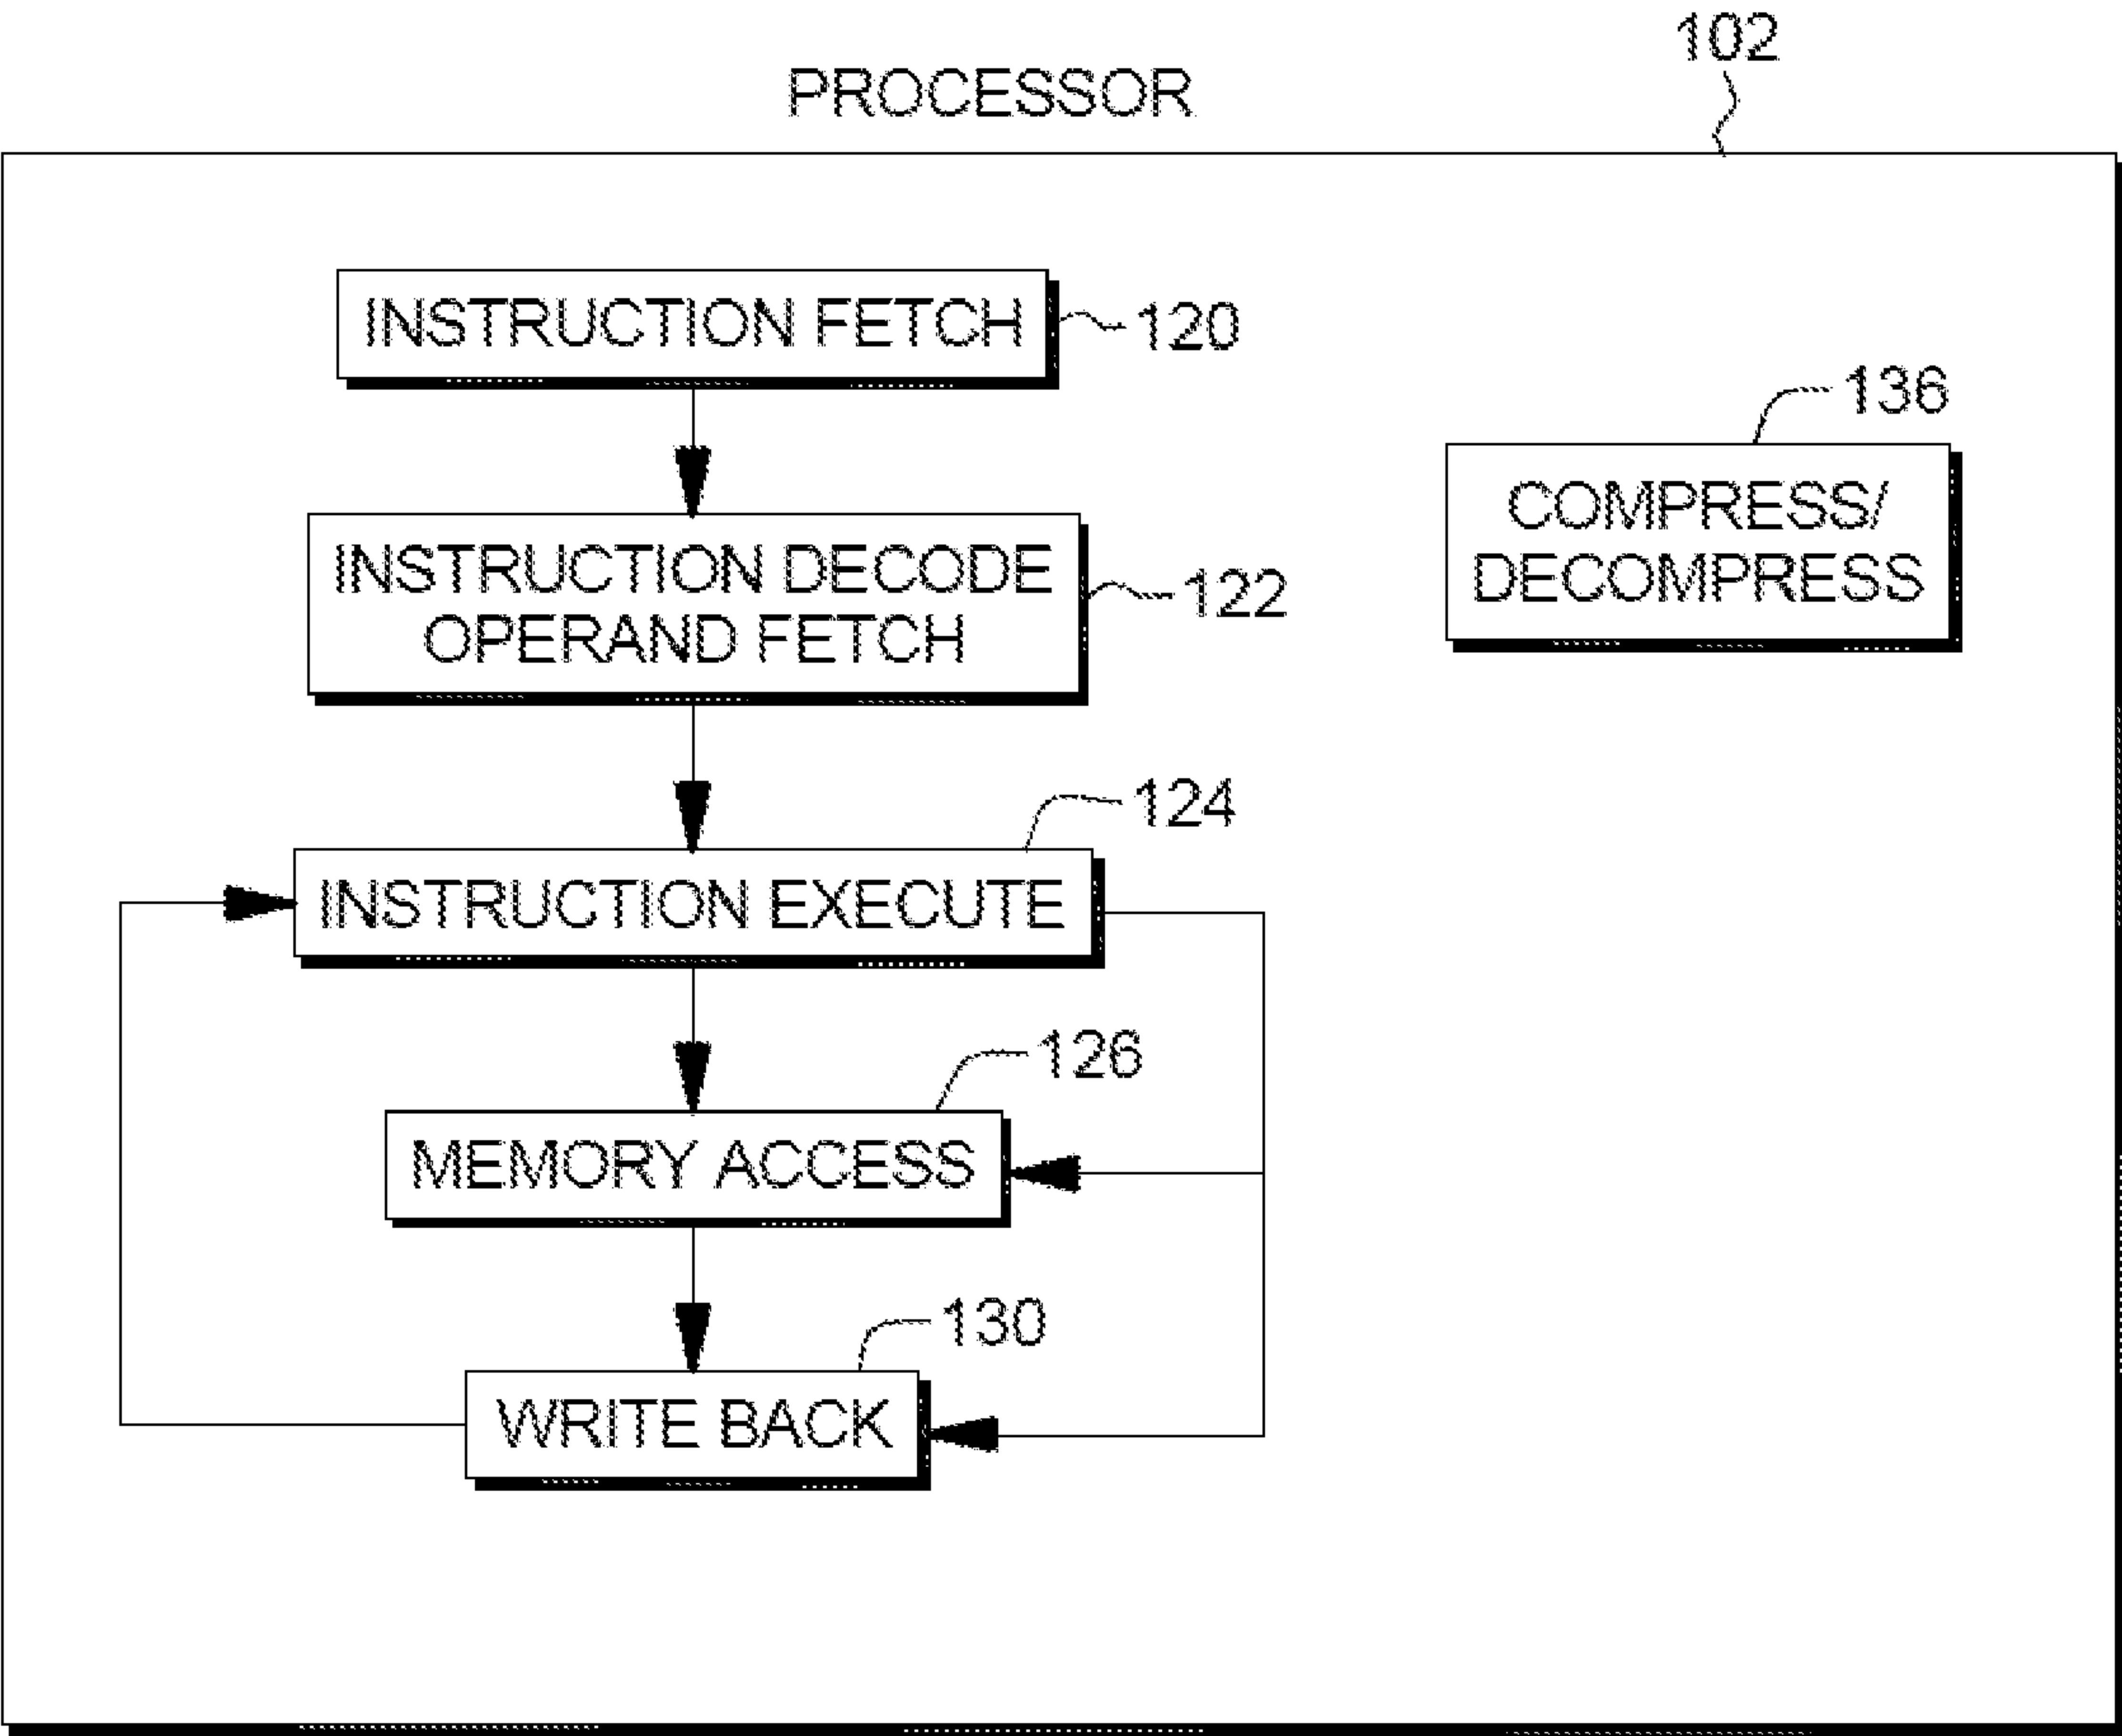 102
PROCESSOR
INSTRUCTION FETCH
120
136
COMPRESS/
DECOMPRESS
INSTRUCTION DECODE
OPERAND FETCH
122
124
INSTRUCTION EXECUTE
126
MEMORY ACCESS
130
WRITE BACK